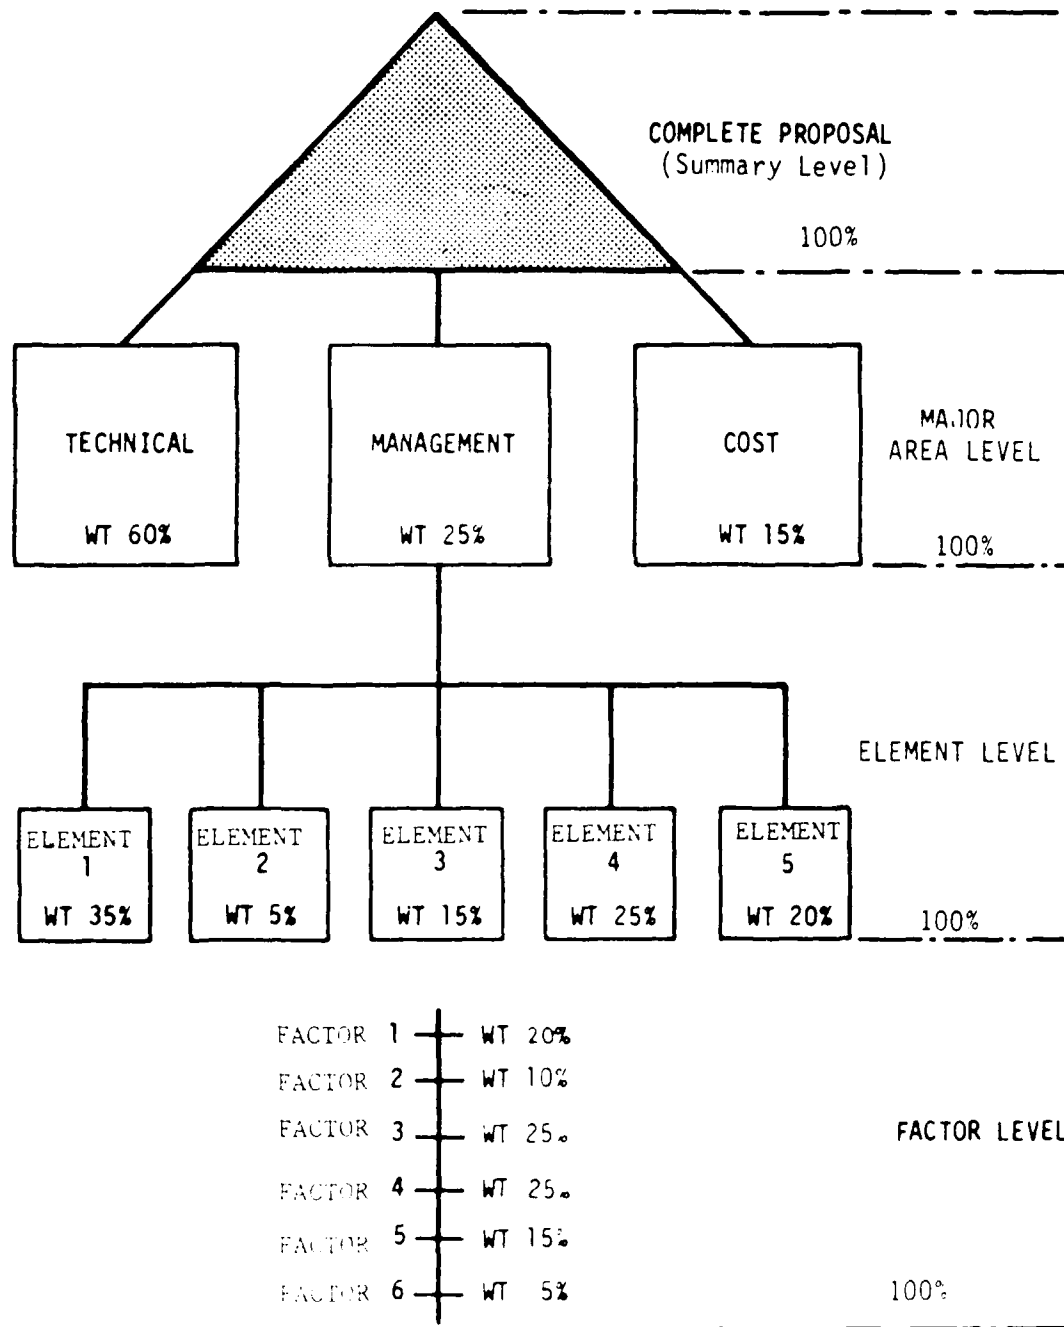 COMPLETE PROPOSAL
(Summary Level)
100%
TECHNICAL
WT 60%
MANAGEMENT
WT 25%
COST
WT 15%
MAJOR
AREA LEVEL
100%
ELEMENT LEVEL
ELEMENT
1
WT 35%
ELEMENT
2
WT 5%
ELEMENT
3
WT 15%
ELEMENT
4
WT 25%
ELEMENT
5
WT 20%
100%
FACTOR 1 WT 20%
FACTOR 2 WT 10%
FACTOR 3 WT 25%
FACTOR LEVEL
FACTOR 4 WT 25%
FACTOR 5 WT 15%
FACTOR 6 WT 5%
100%